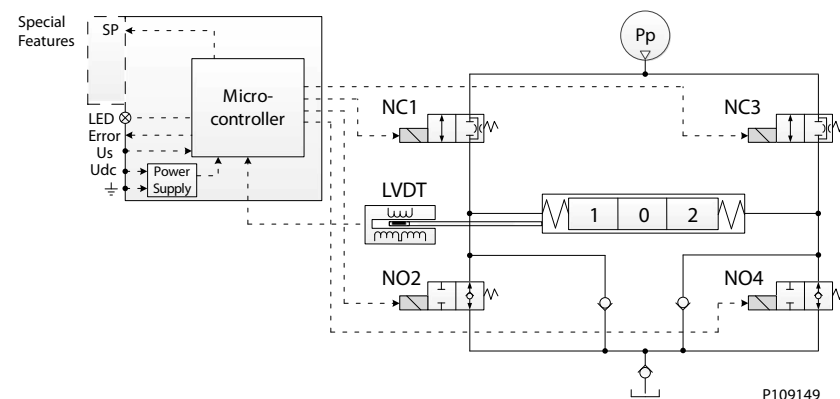 Special
Features
SP
Pp
Micro-
controller
NC1
NC3
LED
Error
Us
Udc
Power
Supply
LVDT
1 0 2
NO2
NO4
P109149